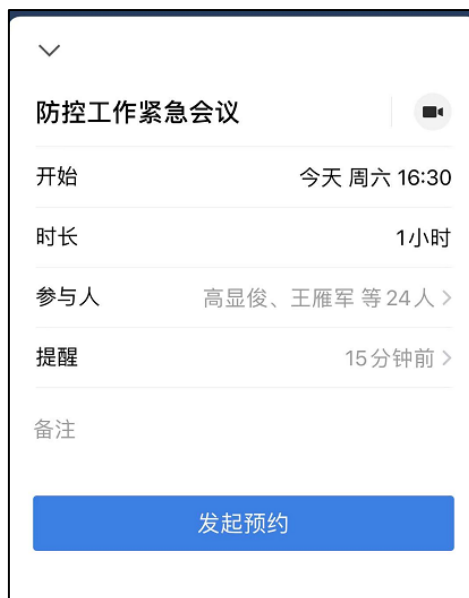 防控工作紧急会议
开始 今天 周六 16:30
时长 1小时
参与人 高显俊、王雁军 等24人
提醒 15分钟前
备注
发起预约